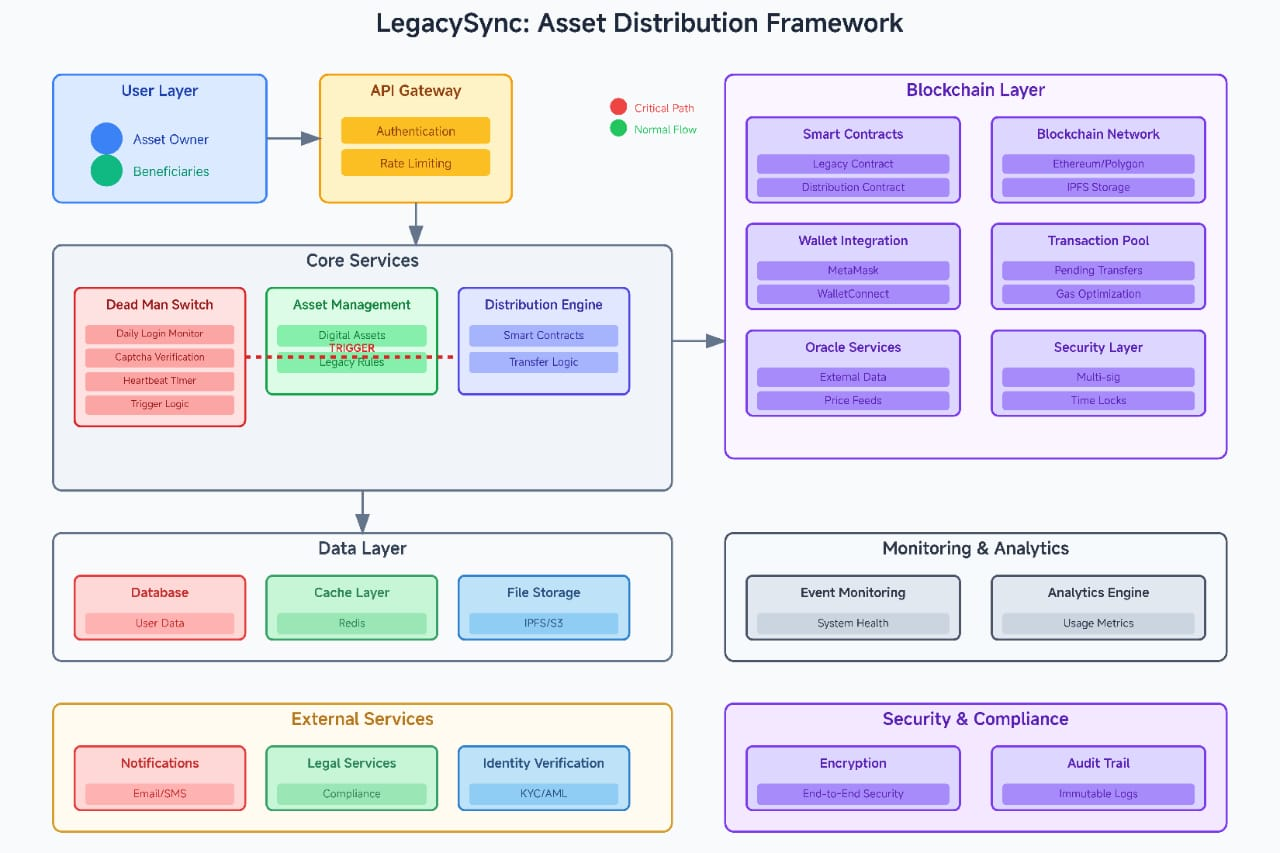 LegacySync: Asset Distribution Framework
User Layer
Asset Owner
Beneficiaries
API Gateway
Authentication
Rate Limiting
Critical Path
Normal Flow
Blockchain Layer
Smart Contracts
Legacy Contract
Distribution Contract
Blockchain Network
Ethereum/Polygon
IPFS Storage
Wallet Integration
MetaMask
WalletConnect
Transaction Pool
Pending Transfers
Gas Optimization
Oracle Services
External Data
Price Feeds
Security Layer
Multi-sig
Time Locks
Core Services
Dead Man Switch
Daily Login Monitor
Captcha Verification
Heartbeat Timer
Trigger Logic
Asset Management
Digital Assets
TRIGGER
Legacy Rules
Distribution Engine
Smart Contracts
Transfer Logic
Data Layer
Database
User Data
Cache Layer
Redis
File Storage
IPFS/S3
Monitoring & Analytics
Event Monitoring
System Health
Analytics Engine
Usage Metrics
External Services
Notifications
Email/SMS
Legal Services
Compliance
Identity Verification
KYC/AML
Security & Compliance
Encryption
End-to-End Security
Audit Trail
Immutable Logs